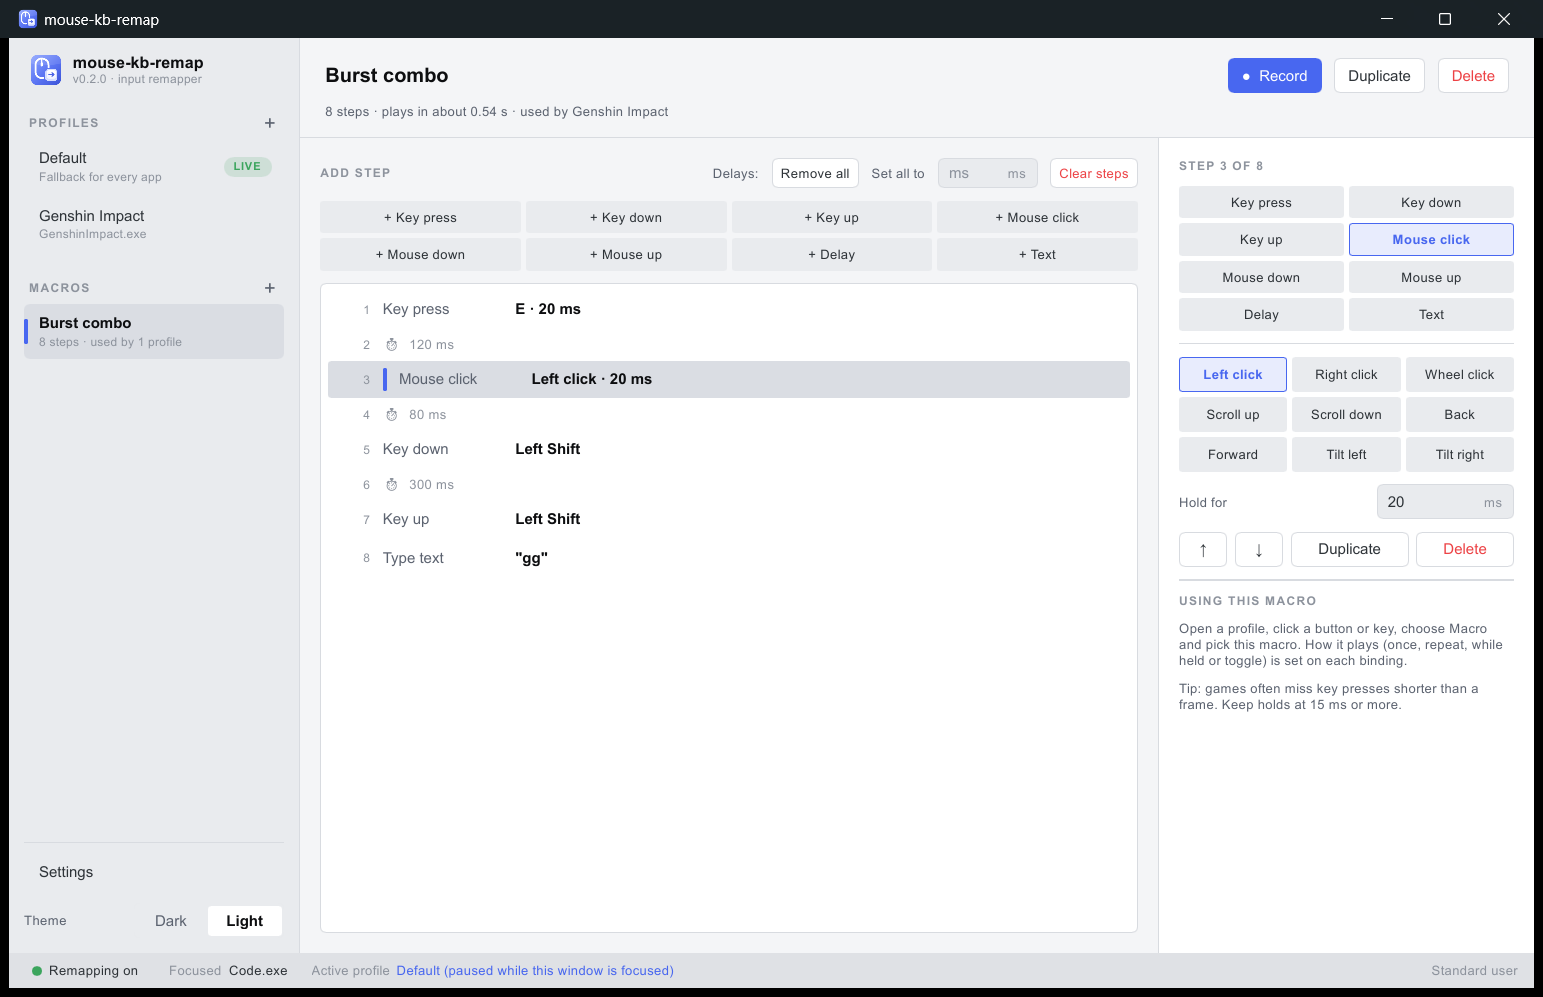 mouse-kb-remap
mouse-kb-remap
v0.2.0 · input remapper
PROFILES +
Default
Fallback for every app
LIVE
Genshin Impact
GenshinImpact.exe
MACROS +
Burst combo
8 steps · used by 1 profile
Settings
Theme Dark Light
Burst combo
8 steps · plays in about 0.54 s · used by Genshin Impact
● Record Duplicate Delete
ADD STEP Delays: Remove all Set all to ms ms Clear steps
+ Key press + Key down + Key up + Mouse click
+ Mouse down + Mouse up + Delay + Text
1 Key press E · 20 ms
2 120 ms
3 Mouse click Left click · 20 ms
4 80 ms
5 Key down Left Shift
6 300 ms
7 Key up Left Shift
8 Type text "gg"
STEP 3 OF 8
Key press Key down
Key up Mouse click
Mouse down Mouse up
Delay Text
Left click Right click Wheel click
Scroll up Scroll down Back
Forward Tilt left Tilt right
Hold for 20 ms
↑ ↓ Duplicate Delete
USING THIS MACRO
Open a profile, click a button or key, choose Macro
and pick this macro. How it plays (once, repeat, while
held or toggle) is set on each binding.
Tip: games often miss key presses shorter than a
frame. Keep holds at 15 ms or more.
Remapping on Focused Code.exe Active profile Default (paused while this window is focused) Standard user